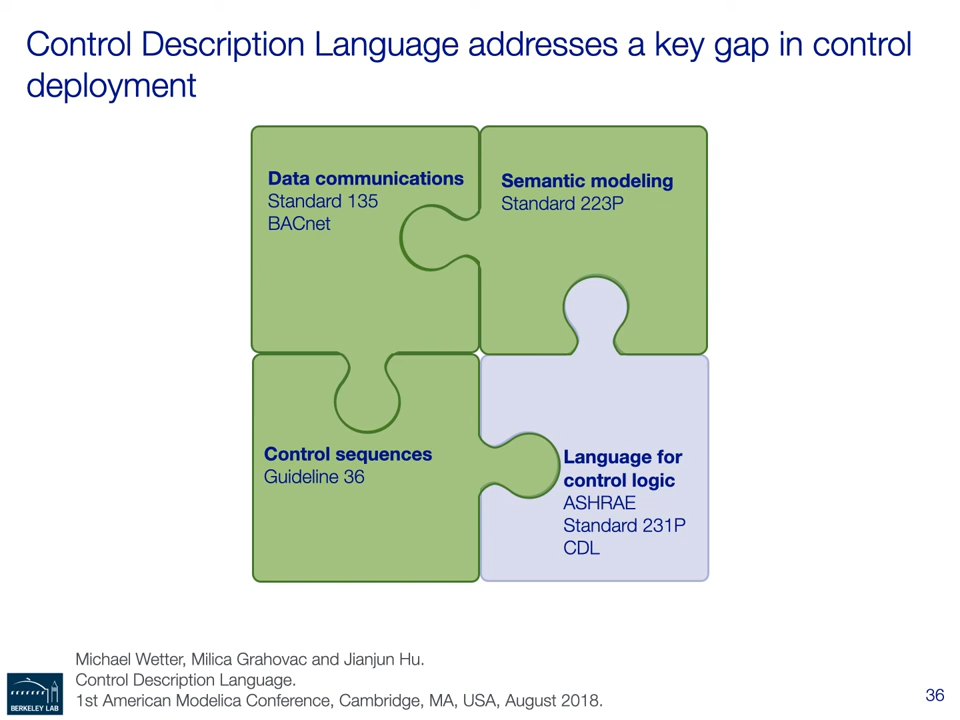 Control Description Language addresses a key gap in control
deployment
Data communications
Standard 135
BACnet
Semantic modeling
Standard 223P
Control sequences
Guideline 36
Language for
control logic
ASHRAE
Standard 231P
CDL
Michael Wetter, Milica Grahovac and Jianjun Hu.
Control Description Language.
1st American Modelica Conference, Cambridge, MA, USA, August 2018.
BERKELEY LAB
36